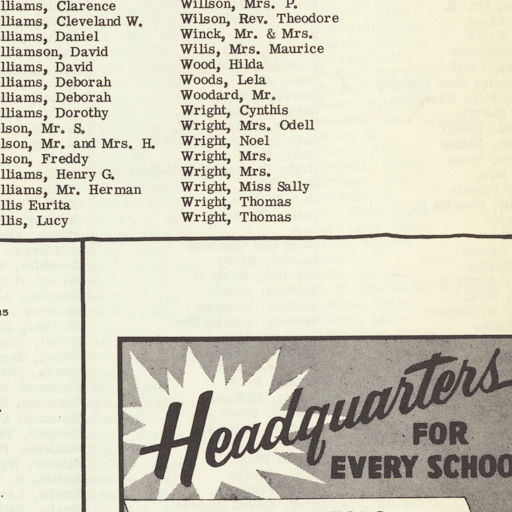 lliams, Clarence
lliams, Cleveland W.
lliams, Daniel
lliamson, David
lliams, David
lliams, Deborah
lliams, Deborah
lliams, Dorothy
lson, Mr. S.
lson, Mr. and Mrs. H.
lson, Freddy
lliams, Henry G.
lliams, Mr. Herman
llis Eurita
llis, Lucy
Willson, Mrs. P.
Wilson, Rev. Theodore
Winck, Mr. & Mrs.
Wilis, Mrs. Maurice
Wood, Hilda
Woods, Lela
Woodard, Mr.
Wright, Cynthis
Wright, Mrs. Odell
Wright, Noel
Wright, Mrs.
Wright, Mrs.
Wright, Miss Sally
Wright, Thomas
Wright, Thomas
Headquarters
FOR
EVERY SCHOO